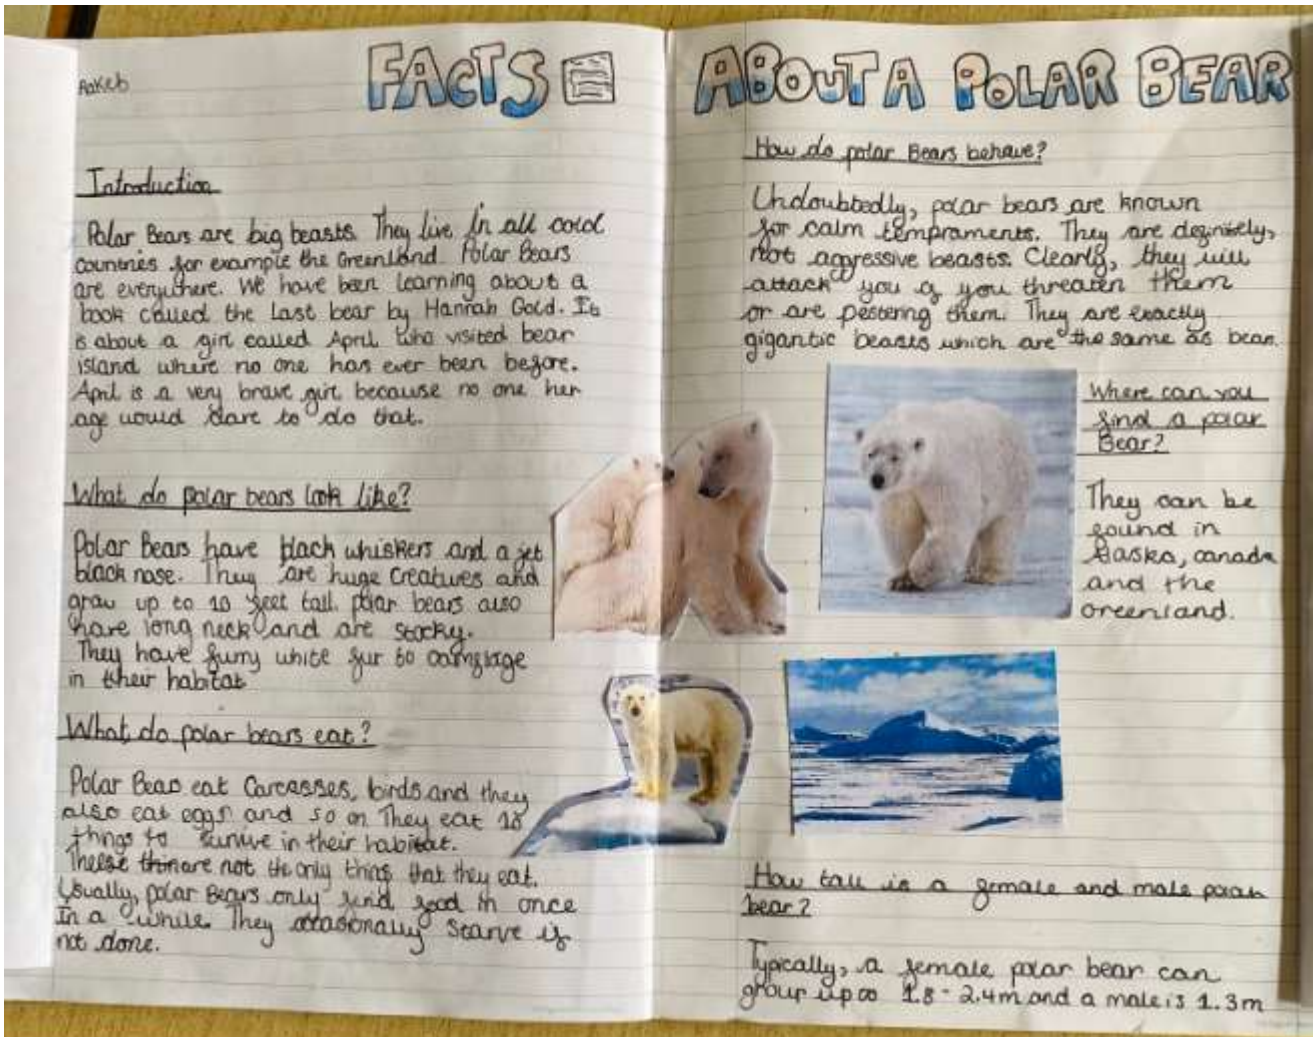 FACTS
Rakeb
Introduction
Polar Bears are big beasts. They live in all cold
countries for example the Greenland. Polar Bears
are everywhere. We have been learning about a
book called the Last bear by Hannah Gold. It
is about a girl called April who visited bear
island where no one has ever been before.
April is a very brave girl because no one her
age would dare to do that.
What do polar bears look like?
Polar Bears have black whiskers and a jet
black nose. They are huge creatures and
grow up to 10 feet tall. polar bears also
have long neck and are stocky.
They have furry white fur to
in their habitat
What do polar bears eat?
Polar Bears eat Carcasses, birds and they
also eat eggs and so on. They eat
things to survive in their habitat.
These are not the only thing that they eat.
Usually, polar Bears only find food in once
In a while. They occasionally starve if
not done.
ABOUT A POLAR BEAR
How do polar Bears behave?
Undoubtedly, polar bears are known
for calm tempraments. They are definitely,
not aggressive beasts. Clearly, they will
attack you if you threaten them
or are pestering them. They are exactly
gigantic beasts which are the same as bear.
Where can you
find a polar
Bear?
They can be
found in
Alaska, canada
and the
Greenland.
How tall is a female and male polar
bear?
Typically, a female polar bear can
grow up to 1.8 - 2.4m and a male is 1.3m